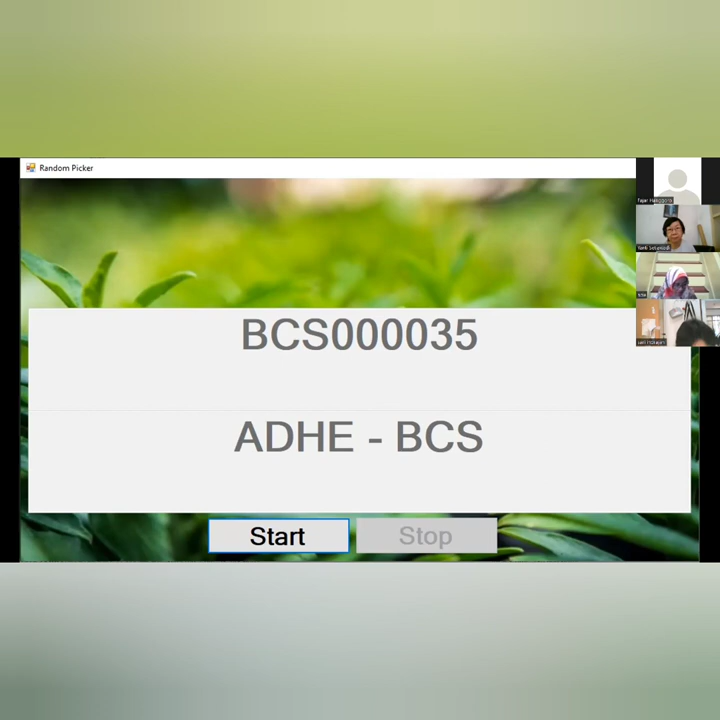 Random Picker
BCS000035
ADHE - BCS
Start
Stop